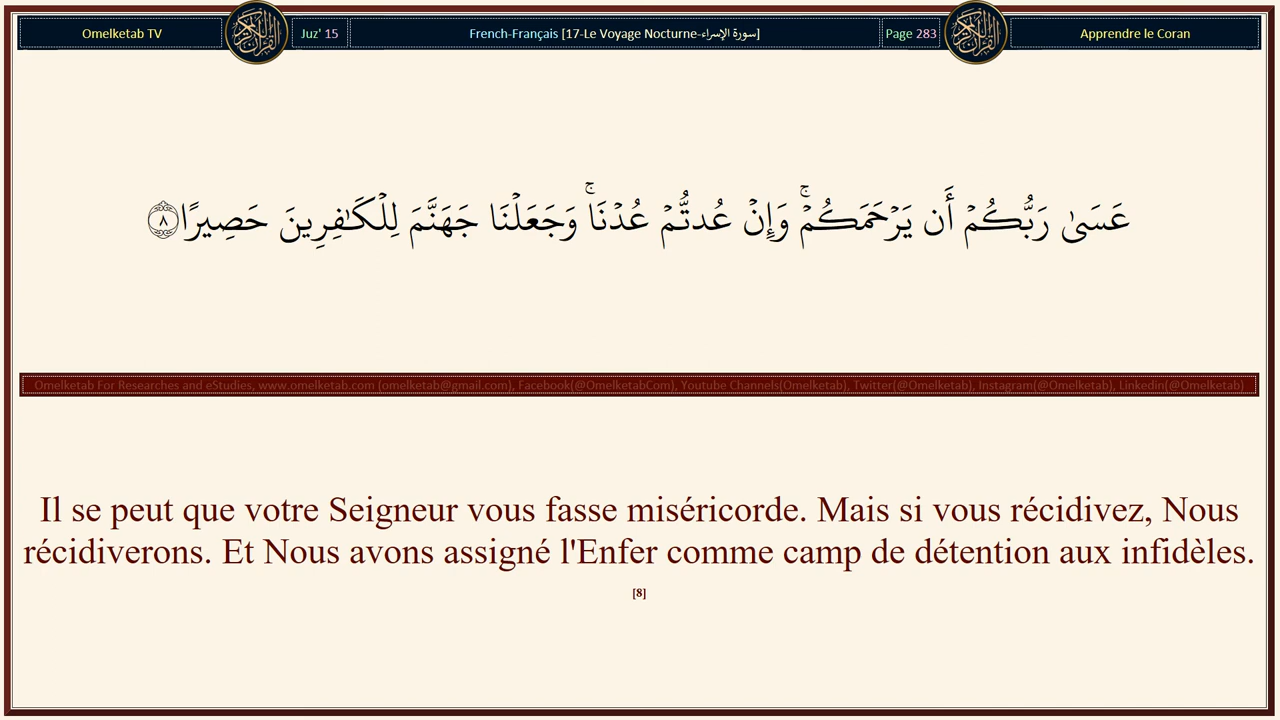 Omelketab TV
Juz' 15
French-Français [17-Le Voyage Nocturne-سورة الإسراء]
Page 283
Apprendre le Coran
عَسَىٰ رَبُّكُمۡ أَن يَرۡحَمَكُمۡۚ وَإِنۡ عُدتُّمۡ عُدۡنَاۚ وَجَعَلۡنَا جَهَنَّمَ لِلۡكَٰفِرِينَ حَصِيرًا ٨
Omelketab For Researches and eStudies, www.omelketab.com (omelketab@gmail.com), Facebook(@OmelketabCom), Youtube Channels(Omelketab), Twitter(@Omelketab), Instagram(@Omelketab), Linkedin(@Omelketab)
Il se peut que votre Seigneur vous fasse miséricorde. Mais si vous récidivez, Nous
récidiverons. Et Nous avons assigné l'Enfer comme camp de détention aux infidèles.
[8]